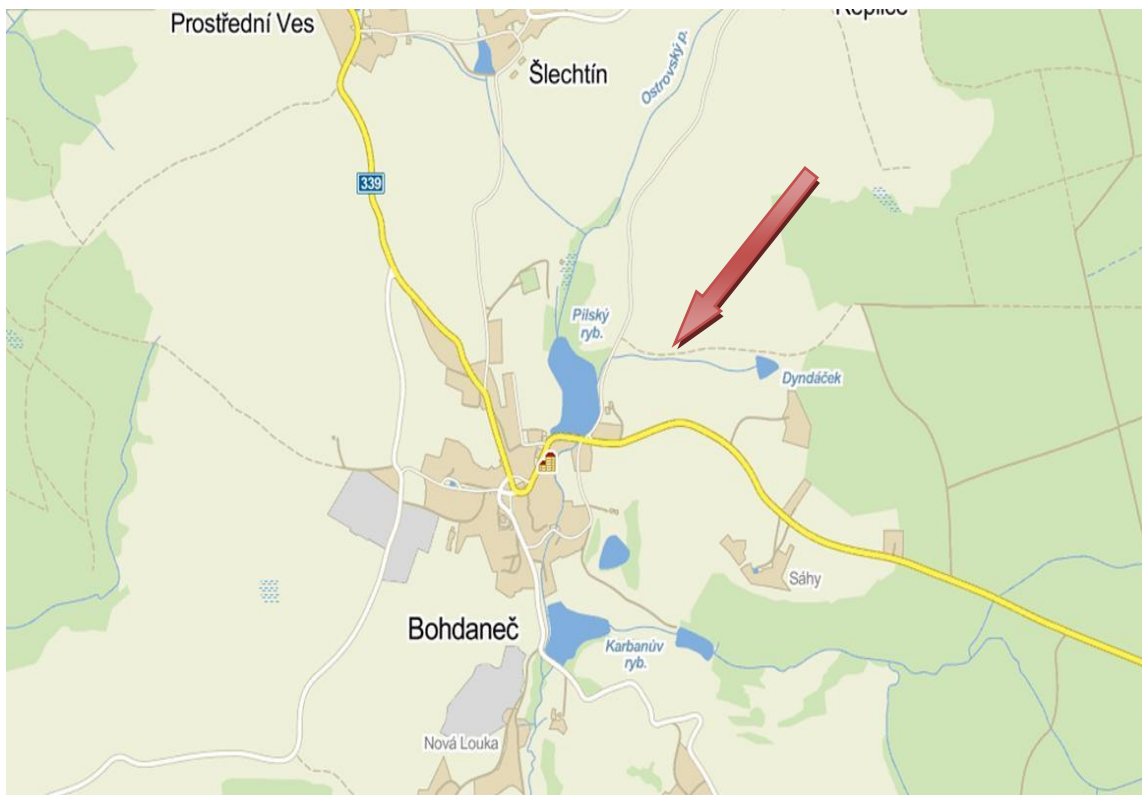 Prostřední Ves
Šlechtín
Ostrovský p.
339
Pilský
ryb.
Dyndáček
Sáhy
Bohdaneč
Karbanův
ryb.
Nová Louka